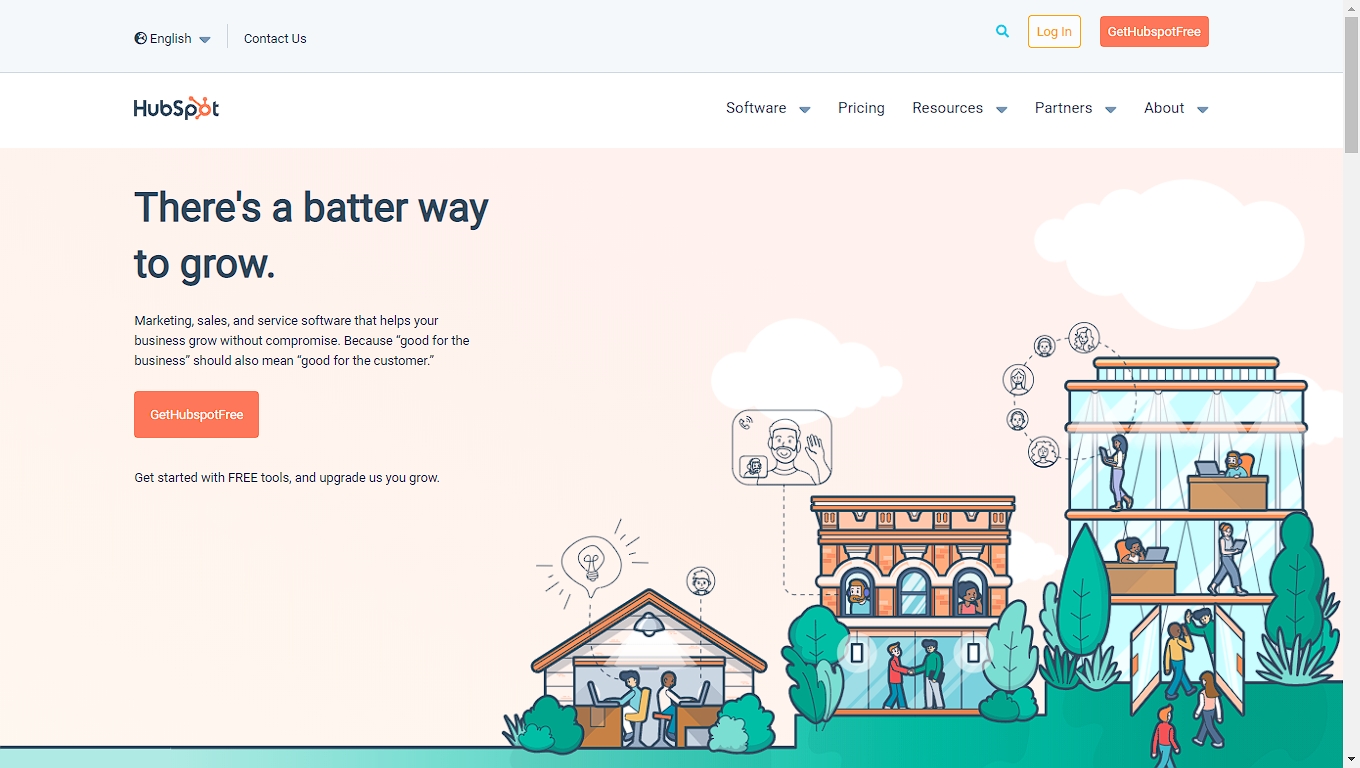 English
Contact Us
Log In
GetHubspotFree
HubSpot
Software
Pricing
Resources
Partners
About
There's a batter way
to grow.
Marketing, sales, and service software that helps your
business grow without compromise. Because “good for the
business” should also mean “good for the customer.”
GetHubspotFree
Get started with FREE tools, and upgrade us you grow.